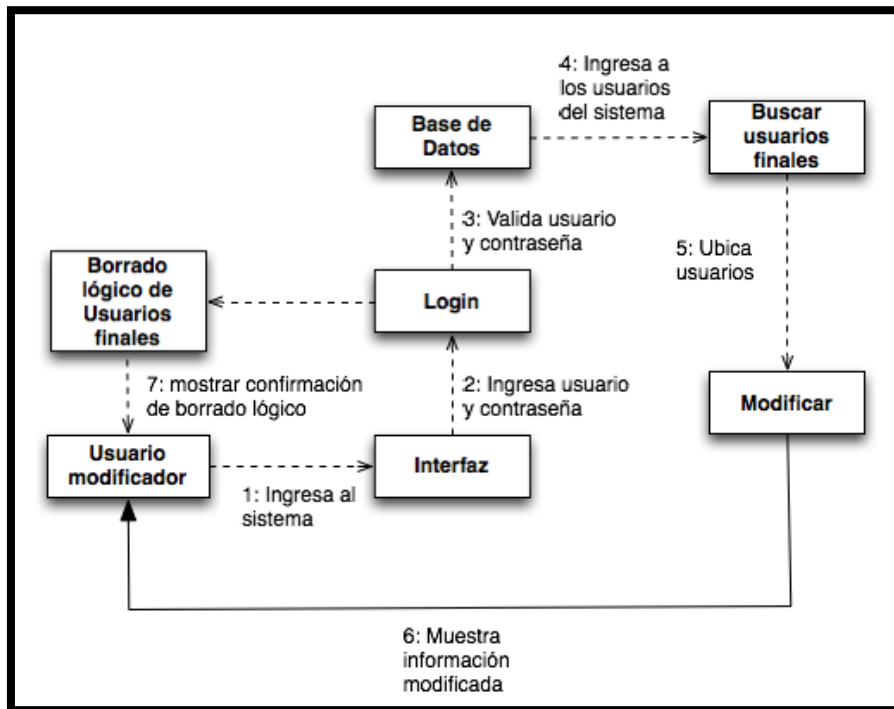 4: Ingresa a
los usuarios
del sistema
Base de
Datos
Buscar
usuarios
finales
3: Valida usuario
y contraseña
5: Ubica
usuarios
Borrado
lógico de
Usuarios
finales
Login
7: mostrar confirmación
de borrado lógico
2: Ingresa usuario
y contraseña
Modificar
Usuario
modificador
Interfaz
1: Ingresa al
sistema
6: Muestra
información
modificada